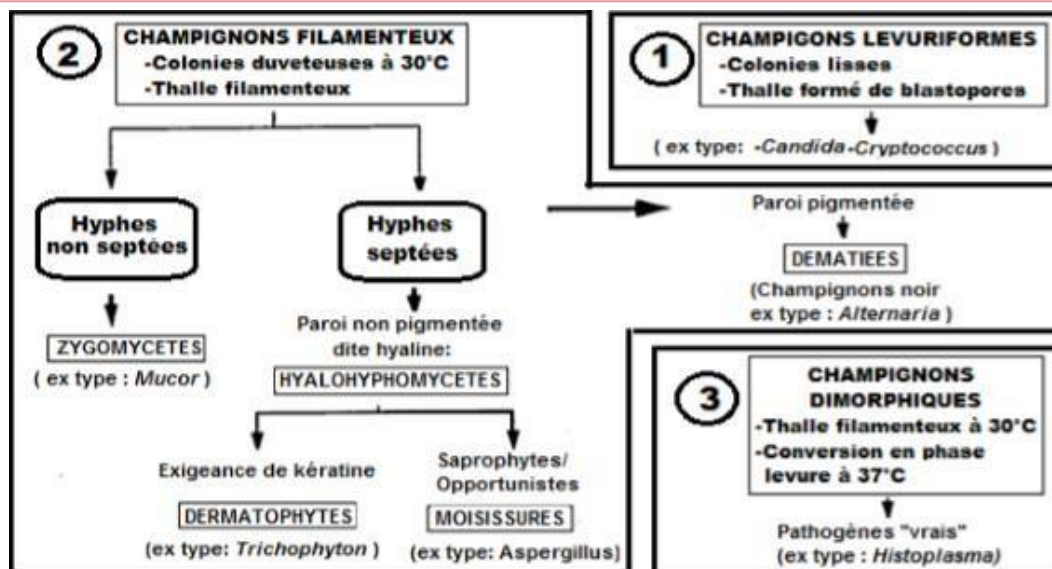 2
CHAMPIGNONS FILAMENTEUX
-Colonies duveteuses à 30°C
-Thalle filamenteux
Hyphes
non septées
ZYGOMYCETES
( ex type : Mucor )
Hyphes
septées
Paroi non pigmentée
dite hyaline:
HYALOHYPHOMYCETES
Exigeance de kératine
DERMATOPHYTES
(ex type: Trichophyton )
Saprophytes/
Opportunistes
MOISISSURES
(ex type: Aspergillus)
Paroi pigmentée
DEMATIEES
(Champignons noir
ex type : Alternaria )
1
CHAMPIGONS LEVURIFORMES
-Colonies lisses
-Thalle formé de blastopores
( ex type: -Candida-Cryptococcus )
3
CHAMPIGNONS
DIMORPHIQUES
-Thalle filamenteux à 30°C
-Conversion en phase
levure à 37°C
Pathogènes "vrais"
(ex type : Histoplasma)